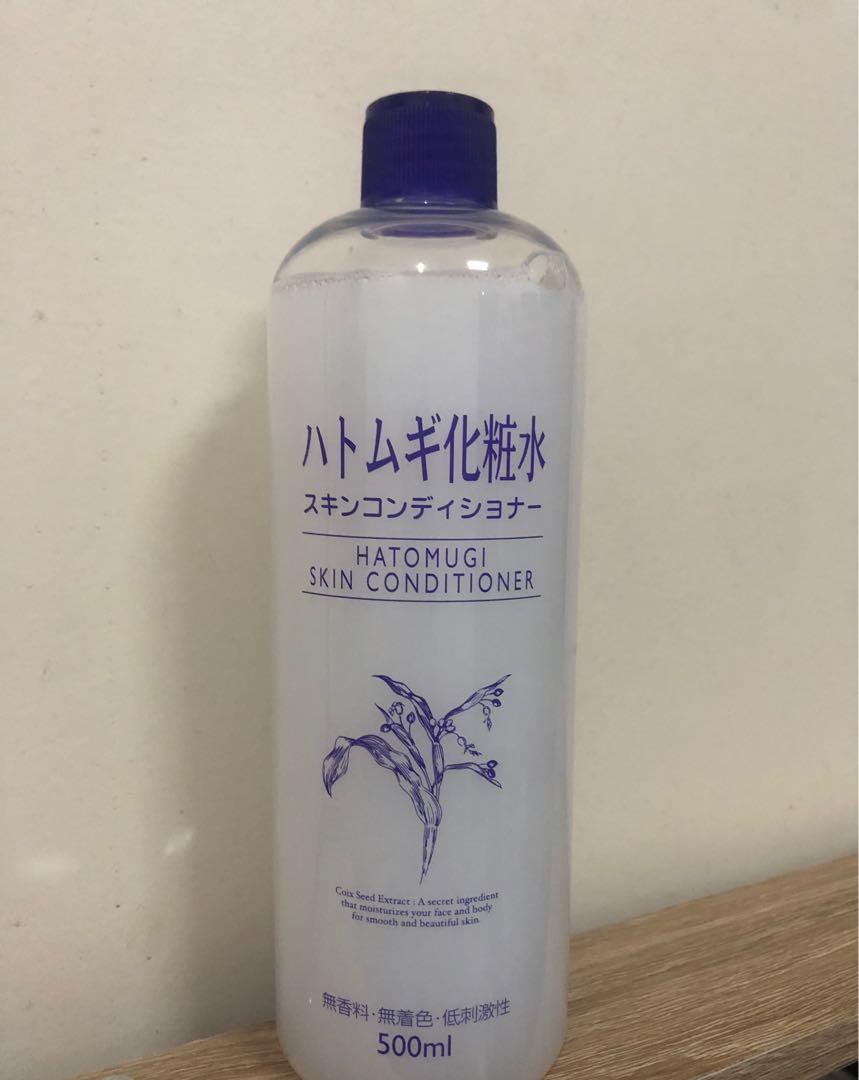 ハトムギ化粧水
スキンコンディショナー
HATOMUGI
SKIN CONDITIONER
Coix Seed Extract : A secret ingredient
that moisturizes your face and body
for smooth and beautiful skin.
無香料・無着色・低刺激性
500ml